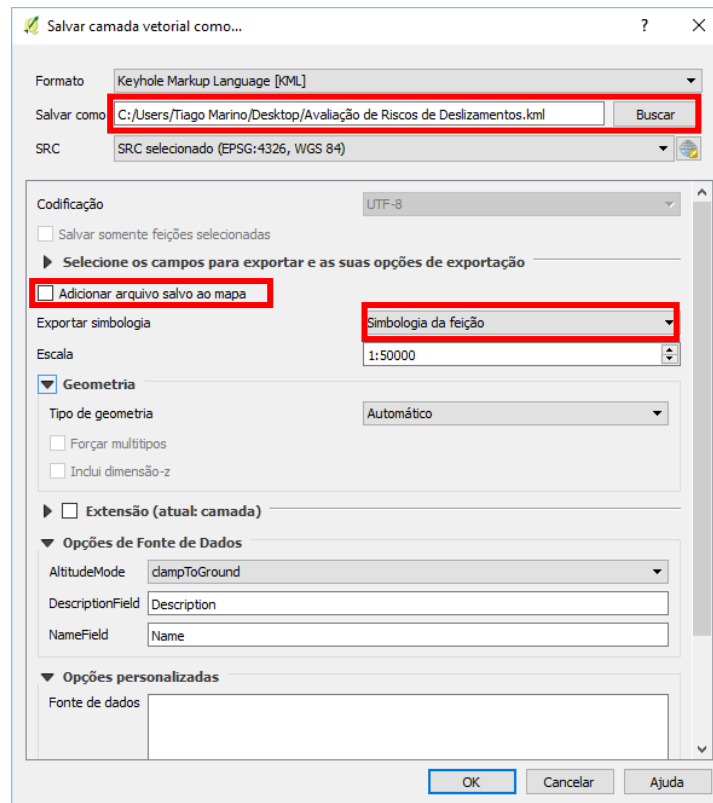 Salvar camada vetorial como...
? ×
Formato Keyhole Markup Language [KML]
Salvar como C:/Users/Tiago Marino/Desktop/Avaliação de Riscos de Deslizamentos.kml Buscar
SRC SRC selecionado (EPSG:4326, WGS 84)
Codificação UTF-8
Salvar somente feições selecionadas
Selecione os campos para exportar e as suas opções de exportação
Adicionar arquivo salvo ao mapa
Exportar simbologia Simbologia da feição
Escala 1:50000
Geometria
Tipo de geometria Automático
Forçar multitipos
Inclui dimensão-z
Extensão (atual: camada)
Opções de Fonte de Dados
AltitudeMode clampToGround
DescriptionField Description
NameField Name
Opções personalizadas
Fonte de dados
OK Cancelar Ajuda